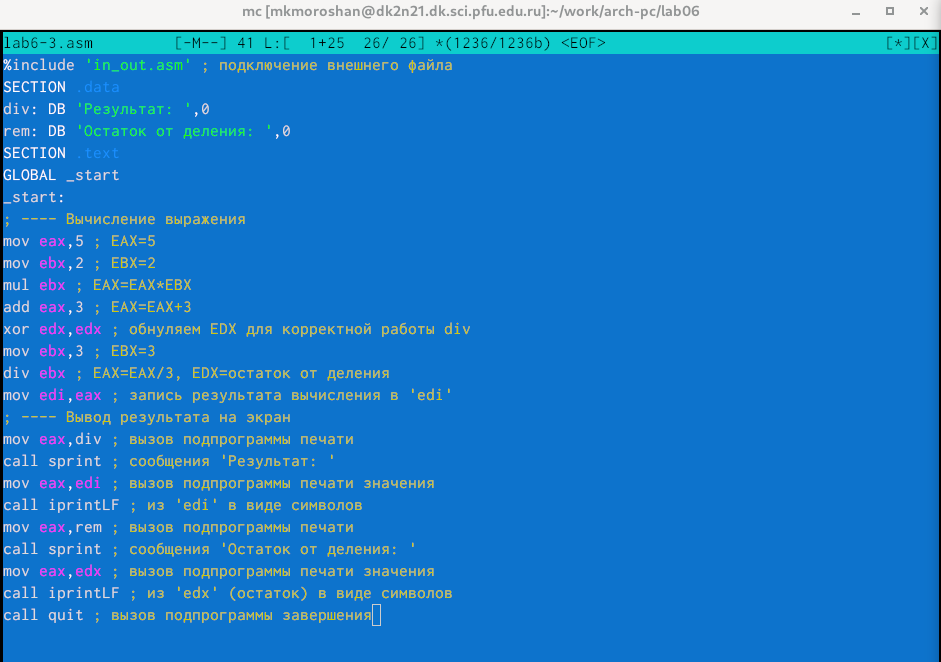 mc [mkmoroshan@dk2n21.dk.sci.pfu.edu.ru]:~/work/arch-pc/lab06
lab6-3.asm [-M--] 41 L:[ 1+25 26/ 26] *(1236/1236b) <EOF> [*][X]
%include 'in_out.asm' ; подключение внешнего файла
SECTION .data
div: DB 'Результат: ',0
rem: DB 'Остаток от деления: ',0
SECTION .text
GLOBAL _start
_start:
; ---- Вычисление выражения
mov eax,5 ; EAX=5
mov ebx,2 ; EBX=2
mul ebx ; EAX=EAX*EBX
add eax,3 ; EAX=EAX+3
xor edx,edx ; обнуляем EDX для корректной работы div
mov ebx,3 ; EBX=3
div ebx ; EAX=EAX/3, EDX=остаток от деления
mov edi,eax ; запись результата вычисления в 'edi'
; ---- Вывод результата на экран
mov eax,div ; вызов подпрограммы печати
call sprint ; сообщения 'Результат: '
mov eax,edi ; вызов подпрограммы печати значения
call iprintLF ; из 'edi' в виде символов
mov eax,rem ; вызов подпрограммы печати
call sprint ; сообщения 'Остаток от деления: '
mov eax,edx ; вызов подпрограммы печати значения
call iprintLF ; из 'edx' (остаток) в виде символов
call quit ; вызов подпрограммы завершения